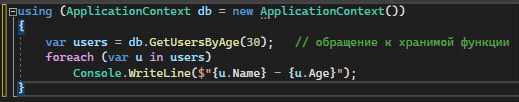 using (ApplicationContext db = new ApplicationContext())
{
    var users = db.GetUsersByAge(30);   // обращение к хранимой функции
    foreach (var u in users)
        Console.WriteLine($"{u.Name} - {u.Age}");
}